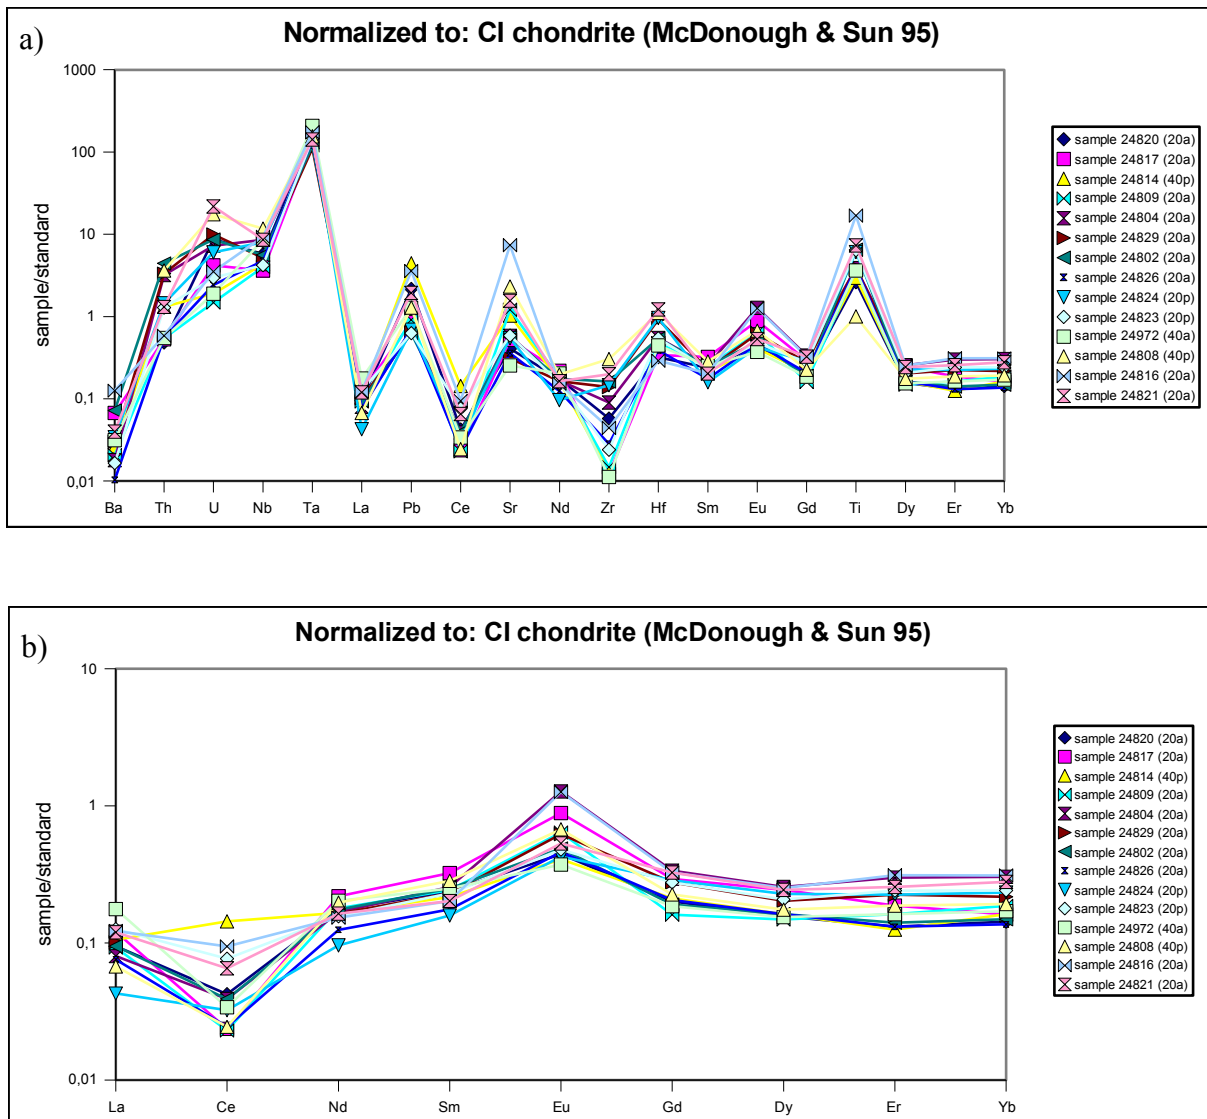 a)
Normalized to: CI chondrite (McDonough & Sun 95)
1000
100
10
1
0,1
0,01
sample/standard
Ba Th U Nb Ta La Pb Ce Sr Nd Zr Hf Sm Eu Gd Ti Dy Er Yb
sample 24820 (20a)
sample 24817 (20a)
sample 24814 (40p)
sample 24809 (20a)
sample 24804 (20a)
sample 24829 (20a)
sample 24802 (20a)
sample 24826 (20a)
sample 24824 (20p)
sample 24823 (20p)
sample 24972 (40a)
sample 24808 (40p)
sample 24816 (20a)
sample 24821 (20a)
b)
Normalized to: CI chondrite (McDonough & Sun 95)
10
1
0,1
0,01
sample/standard
La Ce Nd Sm Eu Gd Dy Er Yb
sample 24820 (20a)
sample 24817 (20a)
sample 24814 (40p)
sample 24809 (20a)
sample 24804 (20a)
sample 24829 (20a)
sample 24802 (20a)
sample 24826 (20a)
sample 24824 (20p)
sample 24823 (20p)
sample 24972 (40a)
sample 24808 (40p)
sample 24816 (20a)
sample 24821 (20a)